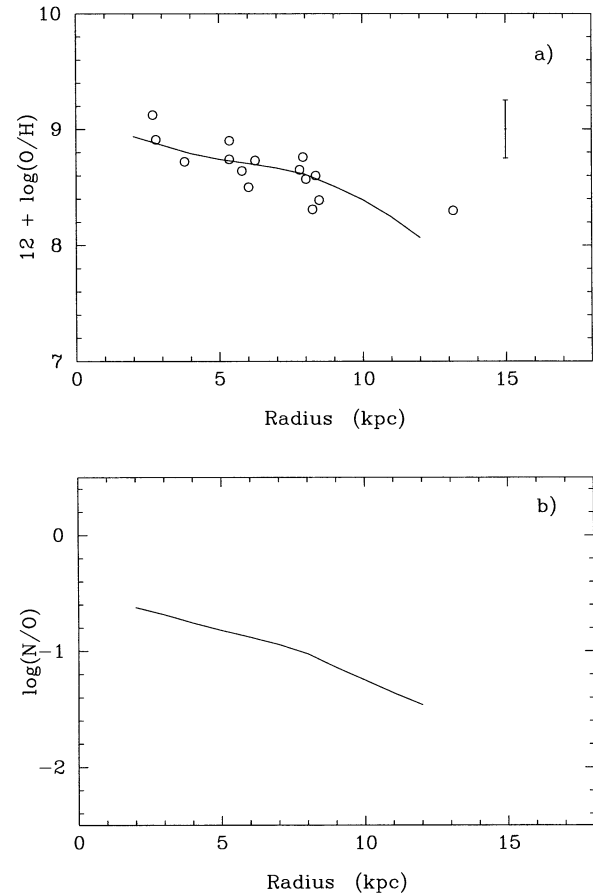 10
a)
9
12 + log(O/H)
8
7
0 5 10 15
Radius (kpc)
b)
0
log(N/O)
−1
−2
0 5 10 15
Radius (kpc)